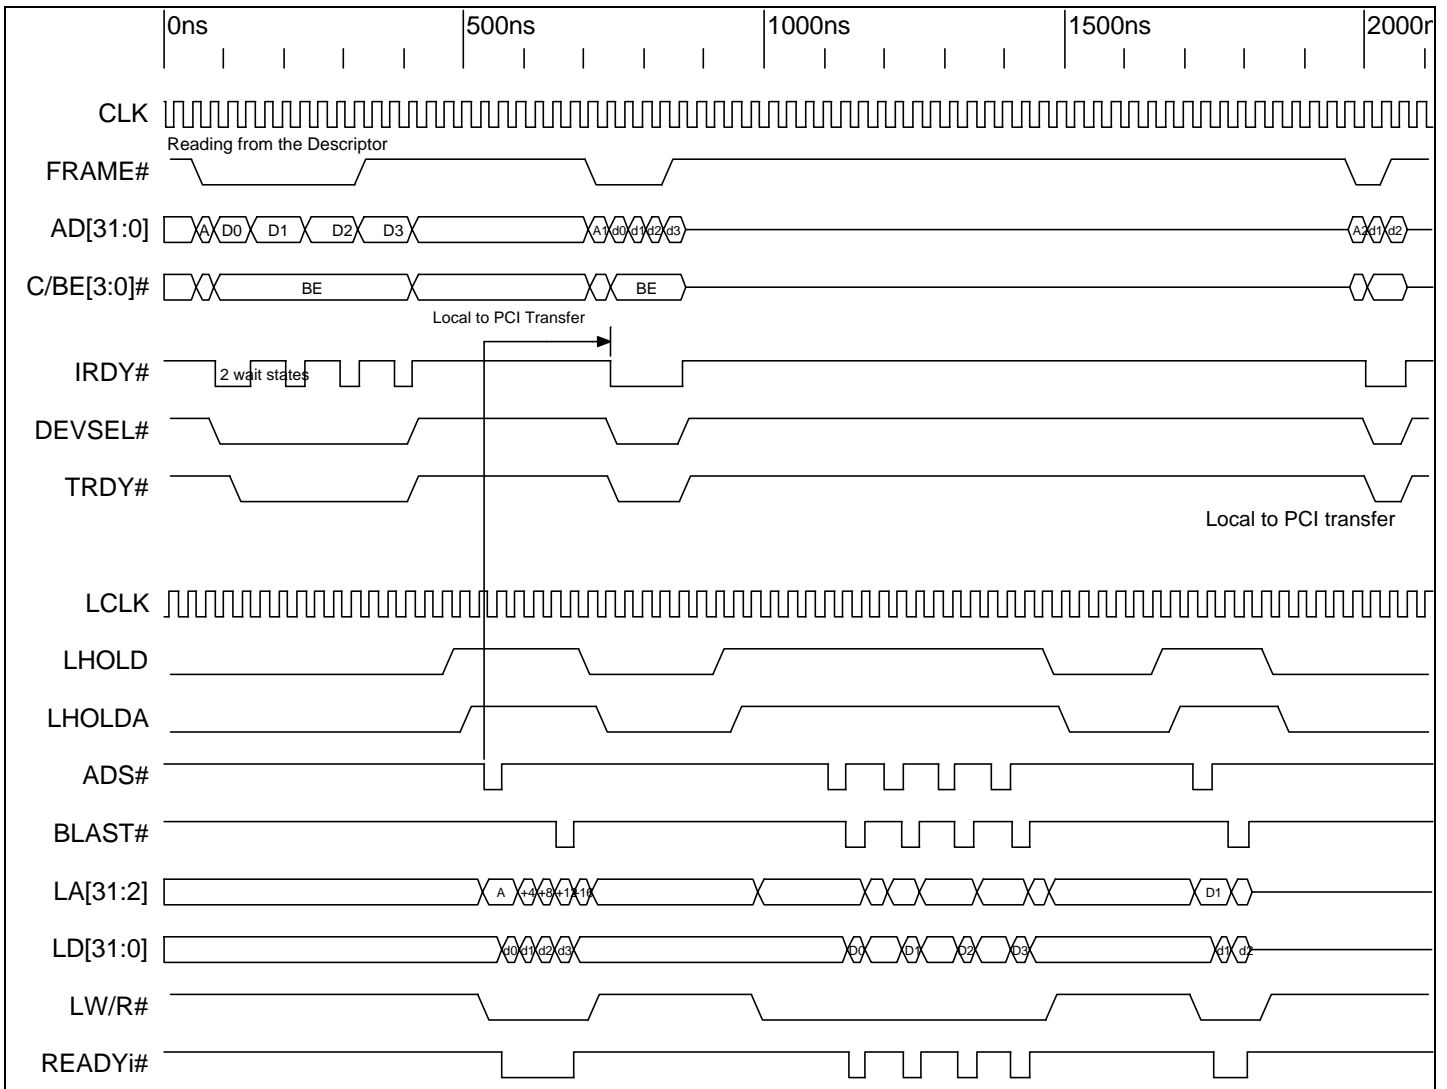 0ns 500ns 1000ns 1500ns 2000r
CLK
Reading from the Descriptor
FRAME#
AD[31:0] A D0 D1 D2 D3 A1 d0 d1 d2 d3 A2 d1 d2
C/BE[3:0]# BE BE
Local to PCI Transfer
IRDY# 2 wait states
DEVSEL#
TRDY#
Local to PCI transfer
LCLK
LHOLD
LHOLDA
ADS#
BLAST#
LA[31:2] A +4 +8 +12 +16 D1
LD[31:0] d0 d1 d2 d3 D0 D1 D2 D3 d1 d2
LW/R#
READYi#